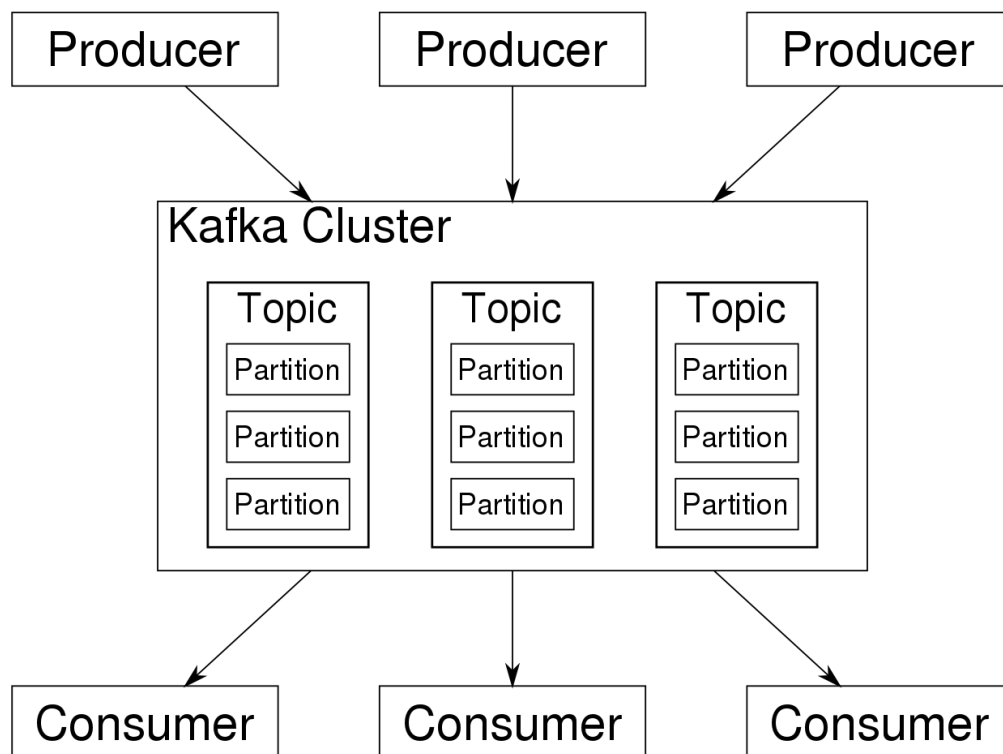 Producer Producer Producer
Kafka Cluster
Topic Topic Topic
Partition Partition Partition
Partition Partition Partition
Partition Partition Partition
Consumer Consumer Consumer